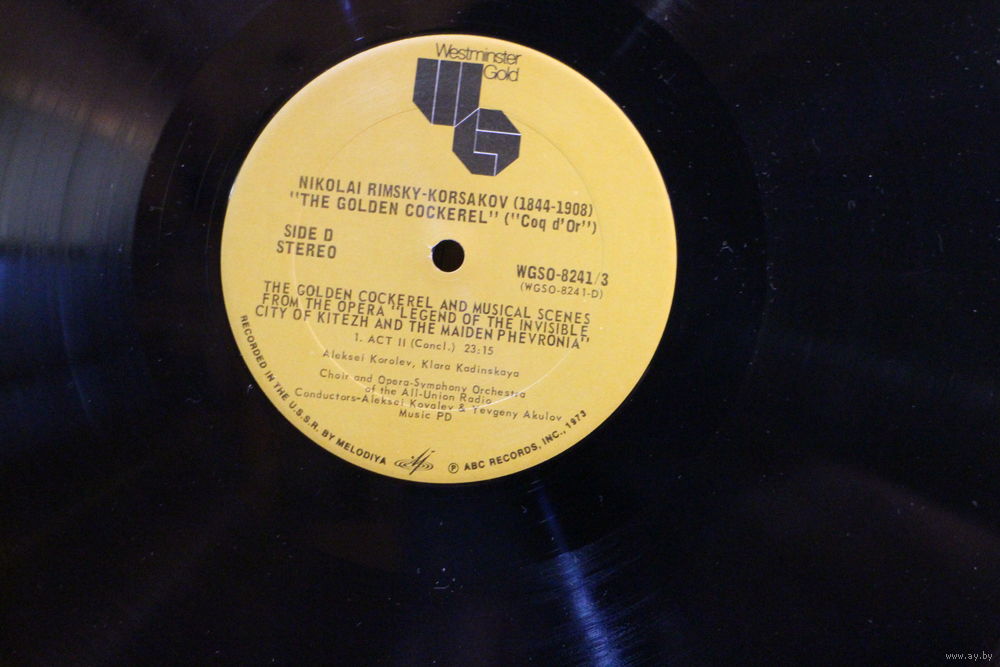 Westminster
Gold
NIKOLAI RIMSKY-KORSAKOV (1844-1908)
"THE GOLDEN COCKEREL" ("Coq d'Or")
SIDE D
STEREO
WGSO-8241/3
(WGSO-8241-D)
THE GOLDEN COCKEREL AND MUSICAL SCENES
FROM THE OPERA "LEGEND OF THE INVISIBLE
CITY OF KITEZH AND THE MAIDEN PHEVRONIA"
1. ACT II (Concl.) 23:15
Aleksei Korolev, Klara Kadinskaya
Choir and Opera-Symphony Orchestra
of the All-Union Radio
Conductors-Aleksei Kovalev & Yevgeny Akulov
Music PD
RECORDED IN THE U.S.S.R. BY MELODIYA
Ⓟ ABC RECORDS, INC., 1973
www.ay.by